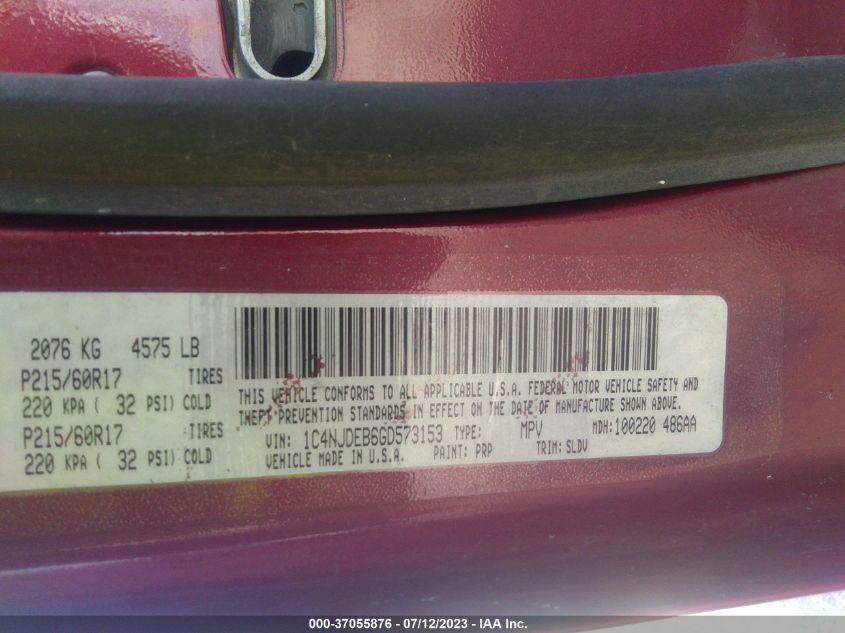 2076 KG 4575 LB
P215/60R17 TIRES
220 KPA ( 32 PSI) COLD
P215/60R17 TIRES
220 KPA ( 32 PSI) COLD
THIS VEHICLE CONFORMS TO ALL APPLICABLE U.S.A. FEDERAL MOTOR VEHICLE SAFETY AND
THEFT PREVENTION STANDARDS IN EFFECT ON THE DATE OF MANUFACTURE SHOWN ABOVE.
VIN: 1C4NJDEB6GD573153 TYPE: MPV MDH: 100220 486AA
VEHICLE MADE IN U.S.A. PAINT: PRP TRIM: SLDV
000-37055876 - 07/12/2023 - IAA Inc.